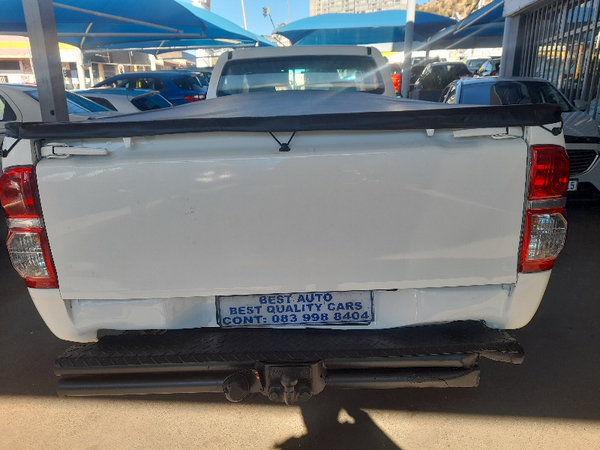 BEST AUTO
BEST QUALITY CARS
CONT: 083 998 8404